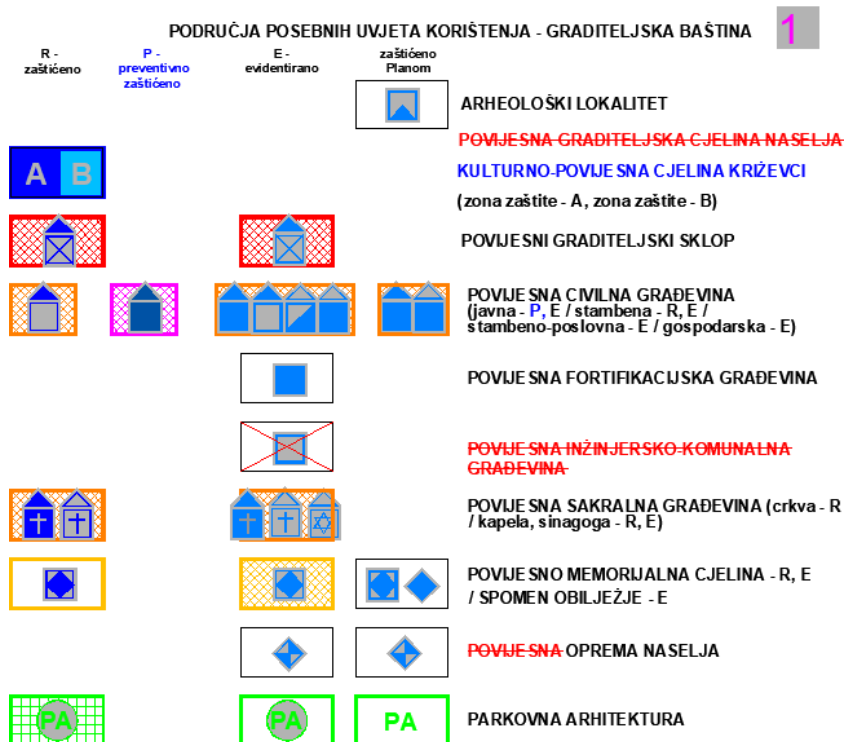 PODRUČJA POSEBNIH UVJETA KORIŠTENJA - GRADITELJSKA BAŠTINA 1
R - zaštićeno
P - preventivno zaštićeno
E - evidentirano
zaštićeno Planom
ARHEOLOŠKI LOKALITET
POVIJESNA GRADITELJSKA CJELINA NASELJA
A B
KULTURNO-POVIJESNA CJELINA KRIŽEVCI
(zona zaštite - A, zona zaštite - B)
POVIJESNI GRADITELJSKI SKLOP
POVIJESNA CIVILNA GRAĐEVINA
(javna - P, E / stambena - R, E /
stambeno-poslovna - E / gospodarska - E)
POVIJESNA FORTIFIKACIJSKA GRAĐEVINA
POVIJESNA INŽINJERSKO-KOMUNALNA
GRAĐEVINA
POVIJESNA SAKRALNA GRAĐEVINA (crkva - R
/ kapela, sinagoga - R, E)
POVIJESNO MEMORIJALNA CJELINA - R, E
/ SPOMEN OBILJEŽJE - E
POVIJESNA OPREMA NASELJA
PA PA PA PARKOVNA ARHITEKTURA